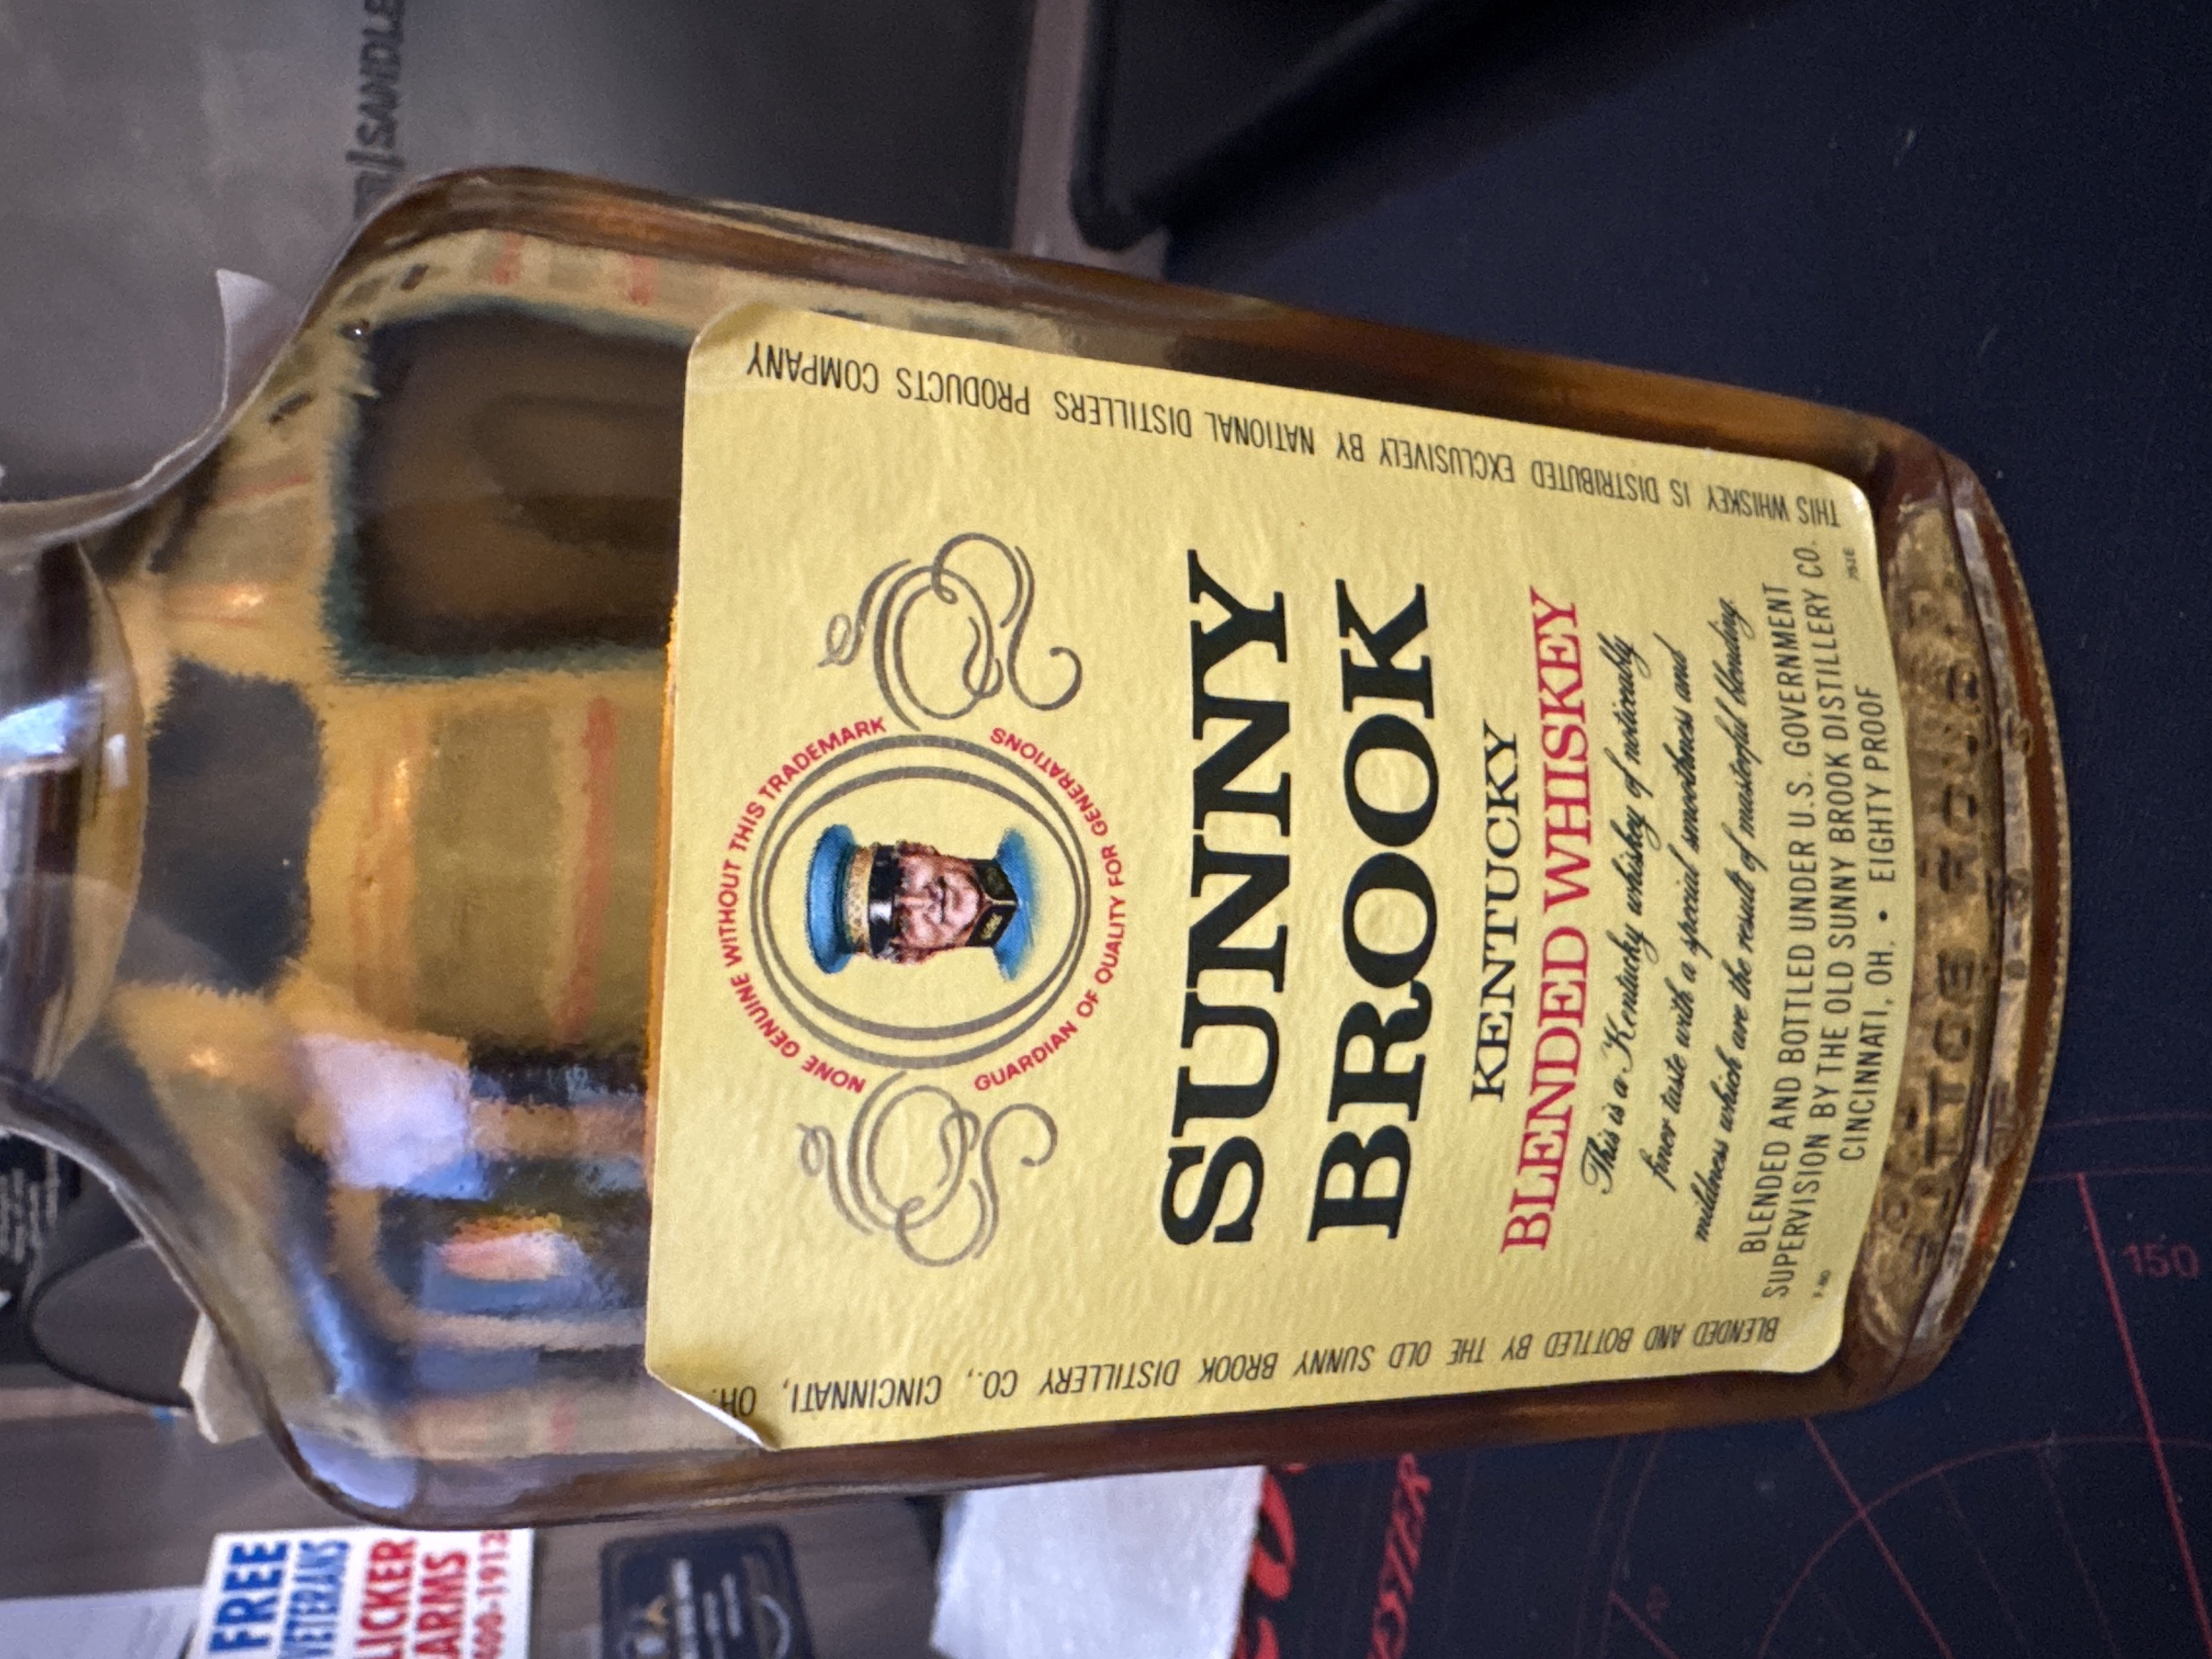 NONE GENUINE WITHOUT THIS TRADEMARK
GUARDIAN OF QUALITY FOR GENERATIONS
SUNNY
BROOK
KENTUCKY
BLENDED WHISKEY
This is a Kentucky whiskey of noticeably
finer taste with a special smoothness and
mildness which are the result of masterful blending.
BLENDED AND BOTTLED UNDER U.S. GOVERNMENT
SUPERVISION BY THE OLD SUNNY BROOK DISTILLERY CO.
CINCINNATI, OH. • EIGHTY PROOF
BLENDED AND BOTTLED BY THE OLD SUNNY BROOK DISTILLERY CO., CINCINNATI, OH.
THIS WHISKEY IS DISTRIBUTED EXCLUSIVELY BY NATIONAL DISTILLERS PRODUCTS COMPANY
FREE
VETERANS
150